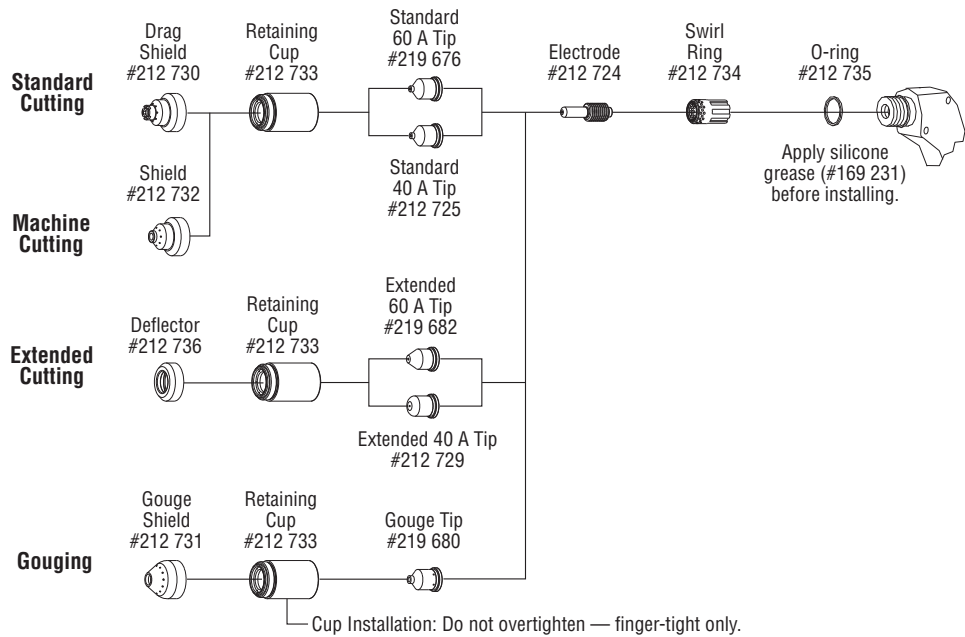 Standard
Cutting
Drag
Shield
#212 730
Retaining
Cup
#212 733
Standard
60 A Tip
#219 676
Standard
40 A Tip
#212 725
Electrode
#212 724
Swirl
Ring
#212 734
O-ring
#212 735
Apply silicone
grease (#169 231)
before installing.
Machine
Cutting
Shield
#212 732
Extended
Cutting
Deflector
#212 736
Retaining
Cup
#212 733
Extended
60 A Tip
#219 682
Extended 40 A Tip
#212 729
Gouging
Gouge
Shield
#212 731
Retaining
Cup
#212 733
Gouge Tip
#219 680
Cup Installation: Do not overtighten — finger-tight only.